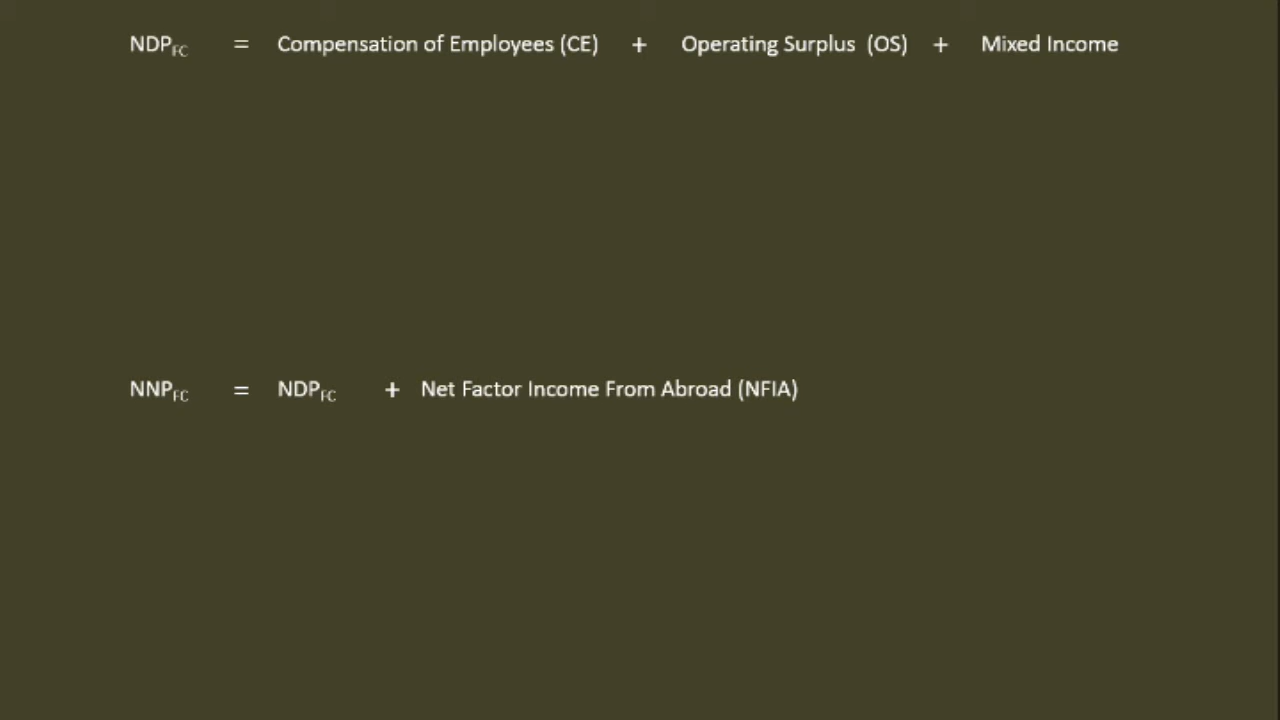 NDPFC = Compensation of Employees (CE) + Operating Surplus (OS) + Mixed Income
NNPFC = NDPFC + Net Factor Income From Abroad (NFIA)